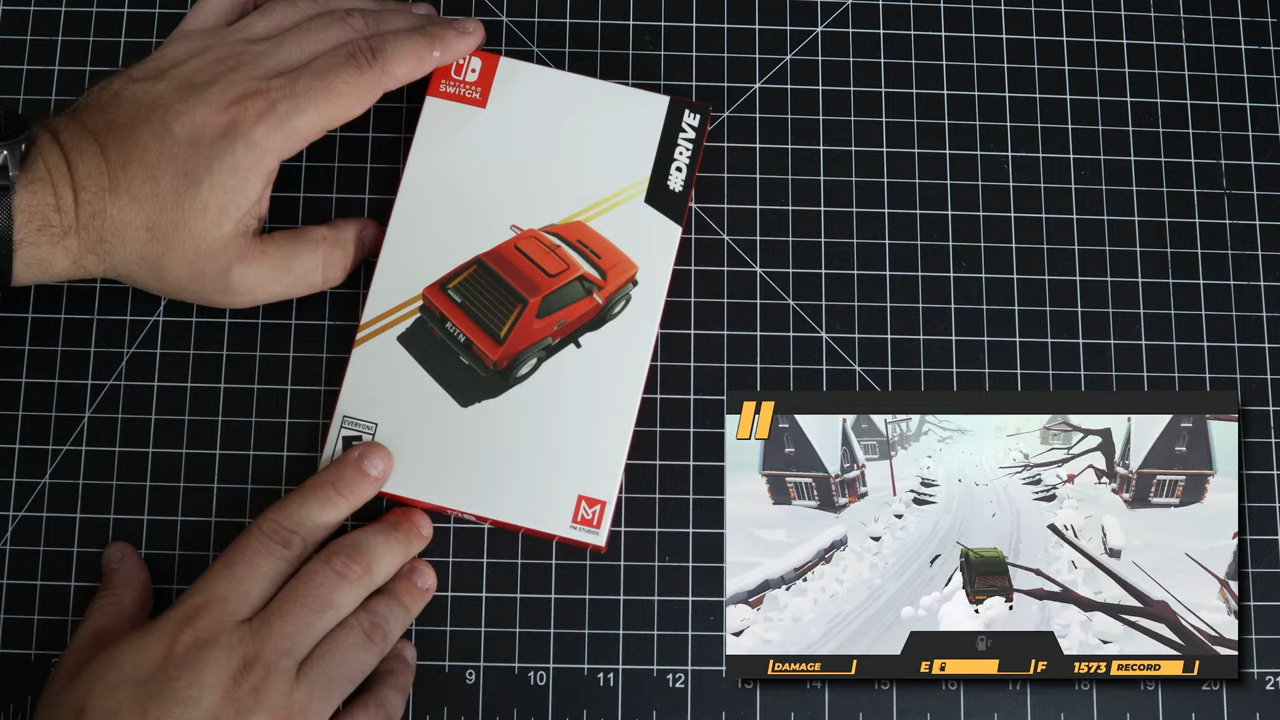 NINTENDO
SWITCH
#DRIVE
RZTN
EVERYONE
PM STUDIOS
DAMAGE
E
E
F
1573
RECORD
9
10
11
12
13
14
15
16
17
18
19
20
21